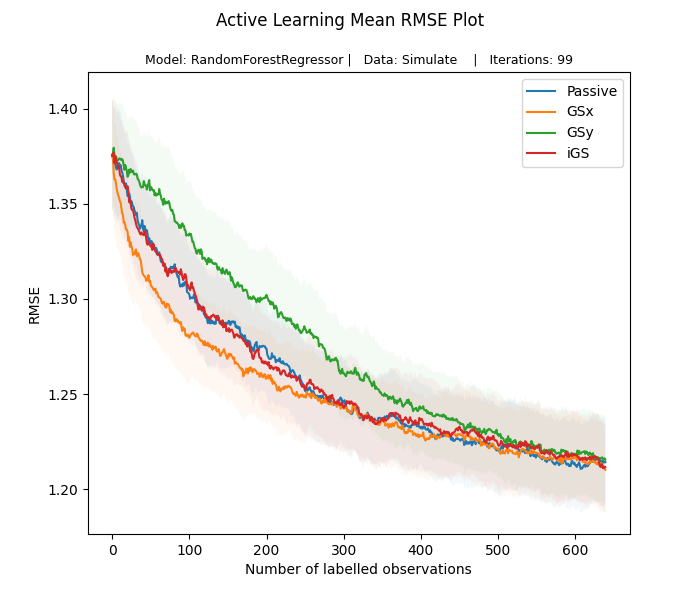 Active Learning Mean RMSE Plot
Model: RandomForestRegressor |   Data: Simulate    |   Iterations: 99
Passive
GSx
GSy
iGS
RMSE
1.40
1.35
1.30
1.25
1.20
0 100 200 300 400 500 600
Number of labelled observations